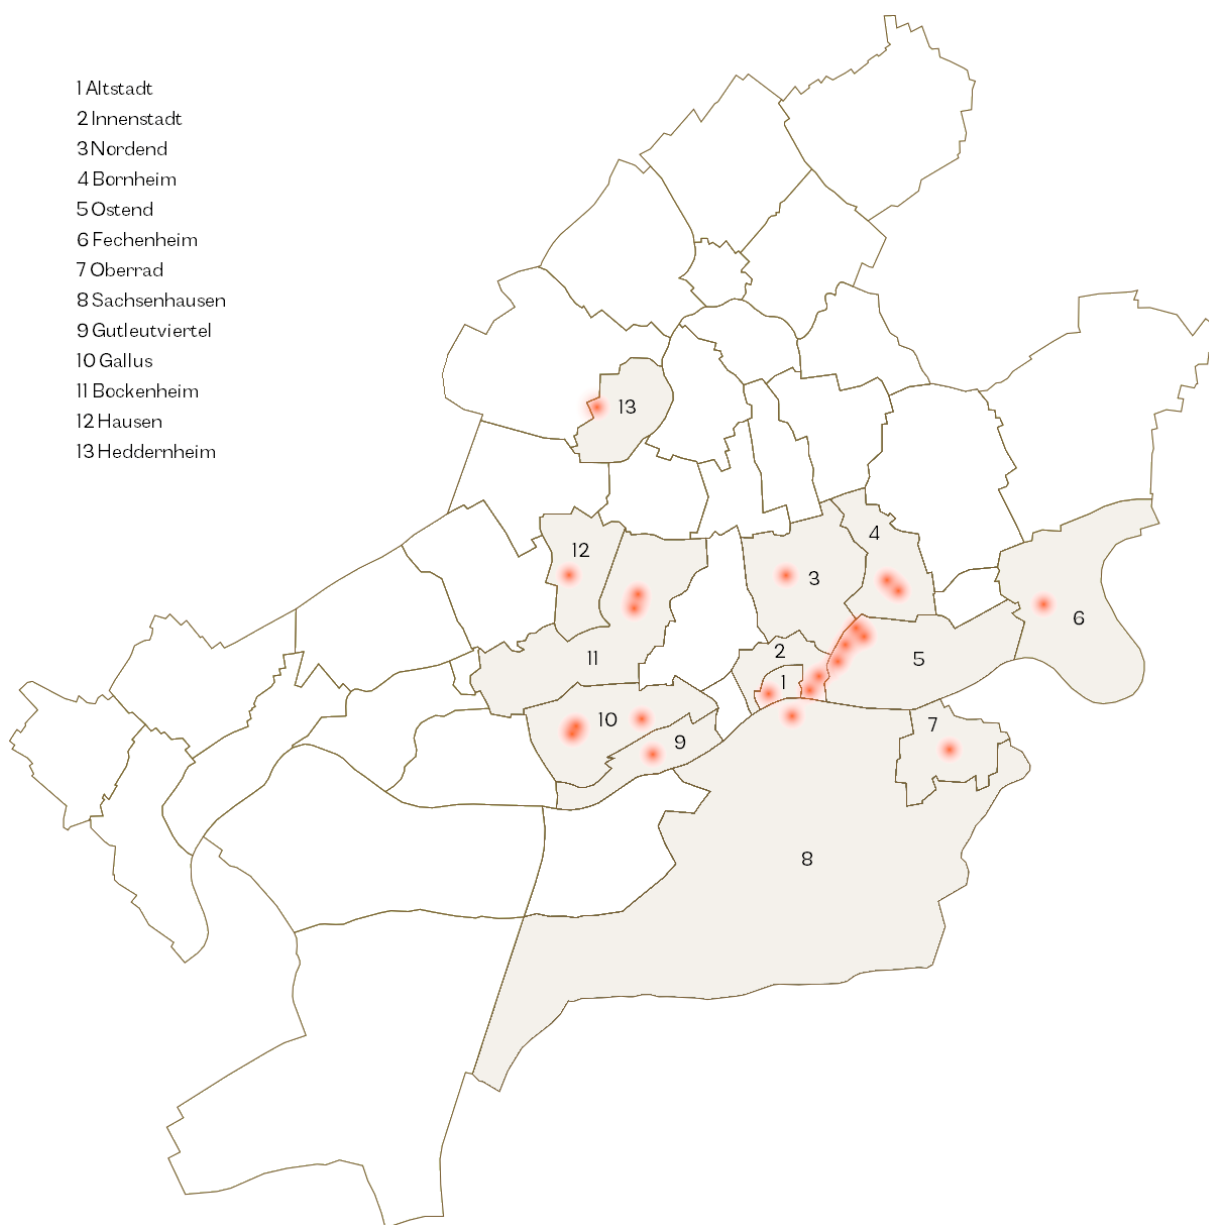 1 Altstadt
2 Innenstadt
3 Nordend
4 Bornheim
5 Ostend
6 Fechenheim
7 Oberrad
8 Sachsenhausen
9 Gutleutviertel
10 Gallus
11 Bockenheim
12 Hausen
13 Heddernheim
13
4
12
3
6
2
11
5
1
10
7
9
8